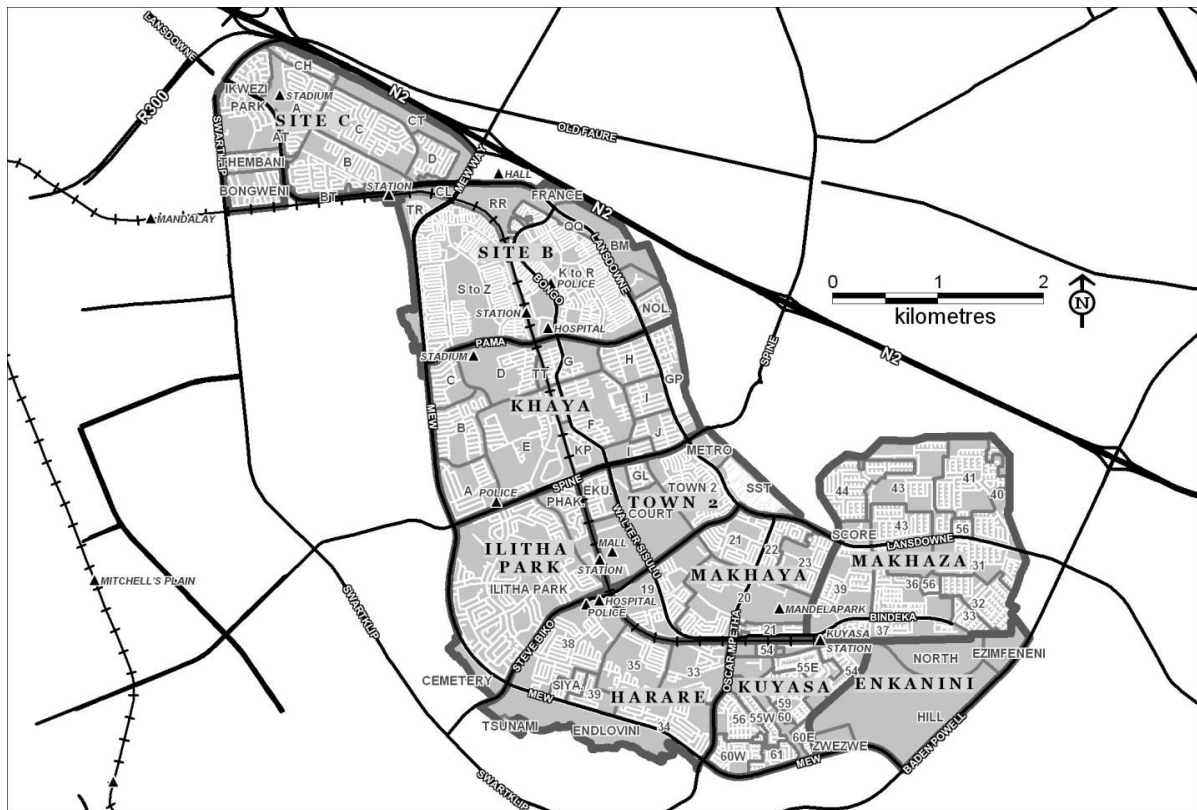 LANSDOWNE
R300
CH
N2
IKWEZI
PARK
STADIUM
A
SITE C
C
CT
AT
SWARTKLIP
THEMBANI
B
D
BONGWENI
BT
STATION
CL
MEW WAY
HALL
OLD FAURE
MANDALAY
TR
RR
FRANCE
N2
QQ
BM
LANSDOWNE
SITE B
K to R
POLICE
BONGO
S to Z
Y
NOL.
STATION
HOSPITAL
0
1
2
kilometres
N
PAMA
STADIUM
G
H
C
D
TT
GP
N2
SPINE
I
KHAYA
MEW
B
E
F
J
KP
I
METRO
SPINE
A
POLICE
PHAK.
EKU.
GL
TOWN 2
SST
TOWN 2
COURT
44
43
41
40
ILITHA
PARK
MALL
STATION
WALTER SISULU
21
22
23
SCORE
43
56
LANSDOWNE
MAKHAYA
MAKHAZA
31
36
56
ILITHA PARK
MITCHELL'S PLAIN
HOSPITAL
POLICE
19
20
39
MANDELAPARK
32
33
BINDEKA
37
21
KUYASA
STATION
SWARTKLIP
STEVE BIKO
38
35
33
OSCAR MPETHA
54
55E
54
NORTH
EZIMFENENI
CEMETERY
SIYA.
39
HARARE
KUYASA
ENKANINI
MEW
59
56
55W
60
HILL
TSUNAMI
ENDLOVINI
34
60E
ZWEZWE
60W
61
MEW
BADEN POWELL
SWARTKLIP